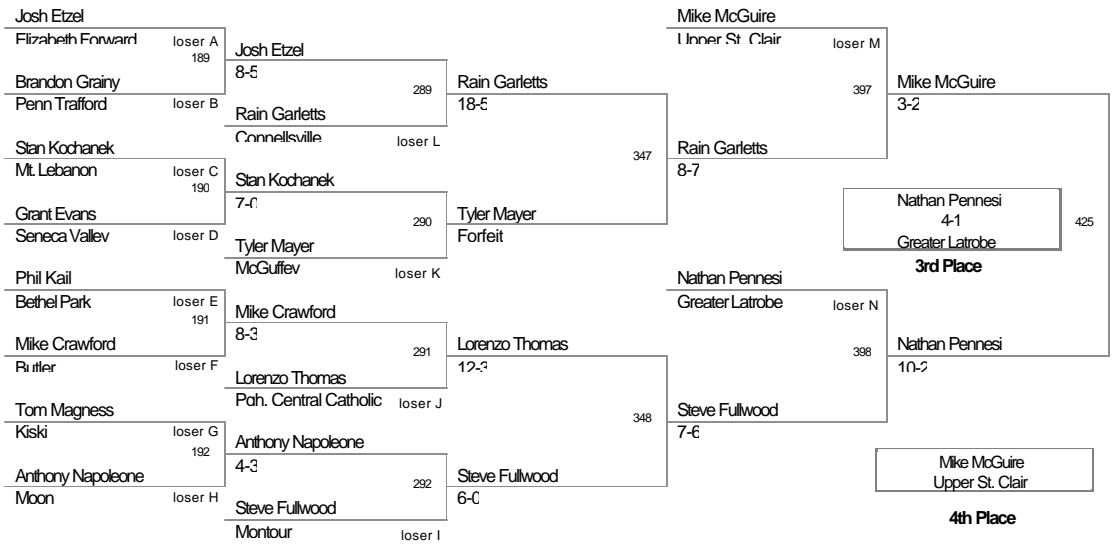 Josh Etzel
Elizabeth Forward
loser A
189
Brandon Grainy
Penn Trafford
loser B
Stan Kochanek
Mt. Lebanon
loser C
190
Grant Evans
Seneca Valley
loser D
Phil Kail
Bethel Park
loser E
191
Mike Crawford
Butler
loser F
Tom Magness
Kiski
loser G
192
Anthony Napoleone
Moon
loser H
Josh Etzel
8-5
289
Rain Garletts
Connellsville
loser L
Stan Kochanek
7-0
290
Tyler Mayer
McGuffey
loser K
Mike Crawford
8-3
291
Lorenzo Thomas
Pgh. Central Catholic
loser J
Anthony Napoleone
4-3
292
Steve Fullwood
Montour
loser I
Rain Garletts
18-5
347
Tyler Mayer
Forfeit
Lorenzo Thomas
12-3
348
Steve Fullwood
6-0
Mike McGuire
Upper St. Clair
loser M
397
Rain Garletts
8-7
Nathan Pennesi
Greater Latrobe
loser N
398
Steve Fullwood
7-6
Mike McGuire
3-2
Nathan Pennesi
4-1
Greater Latrobe
3rd Place
425
Nathan Pennesi
10-2
Mike McGuire
Upper St. Clair
4th Place